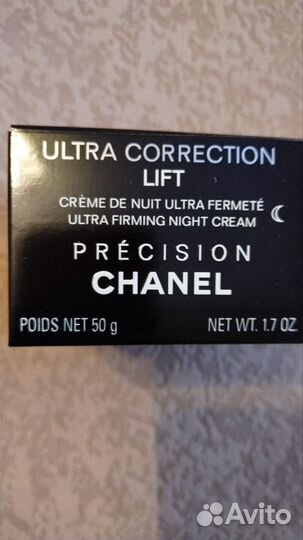 ULTRA CORRECTION
LIFT
CRÈME DE NUIT ULTRA FERMETÉ
ULTRA FIRMING NIGHT CREAM
PRÉCISION
CHANEL
POIDS NET 50 g NET WT. 1.7 OZ.
Avito